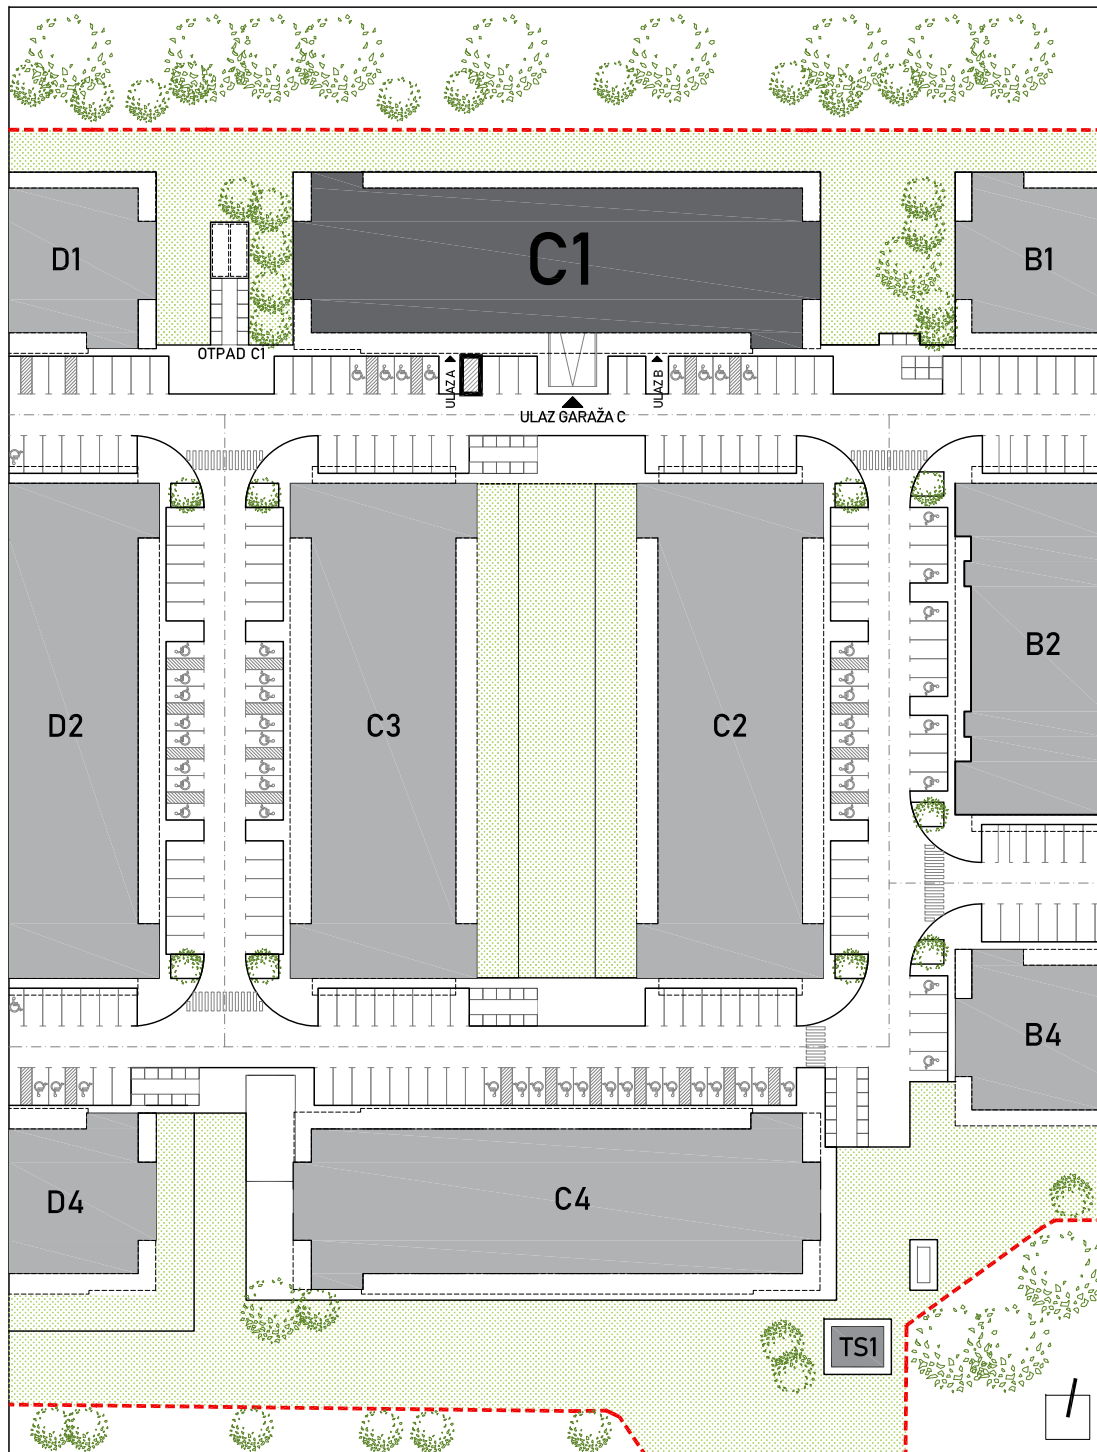 C1
D1
B1
OTPAD C1
ULAZ A
ULAZ B
ULAZ GARAŽA C
D2
C3
C2
B2
B4
D4
C4
TS1